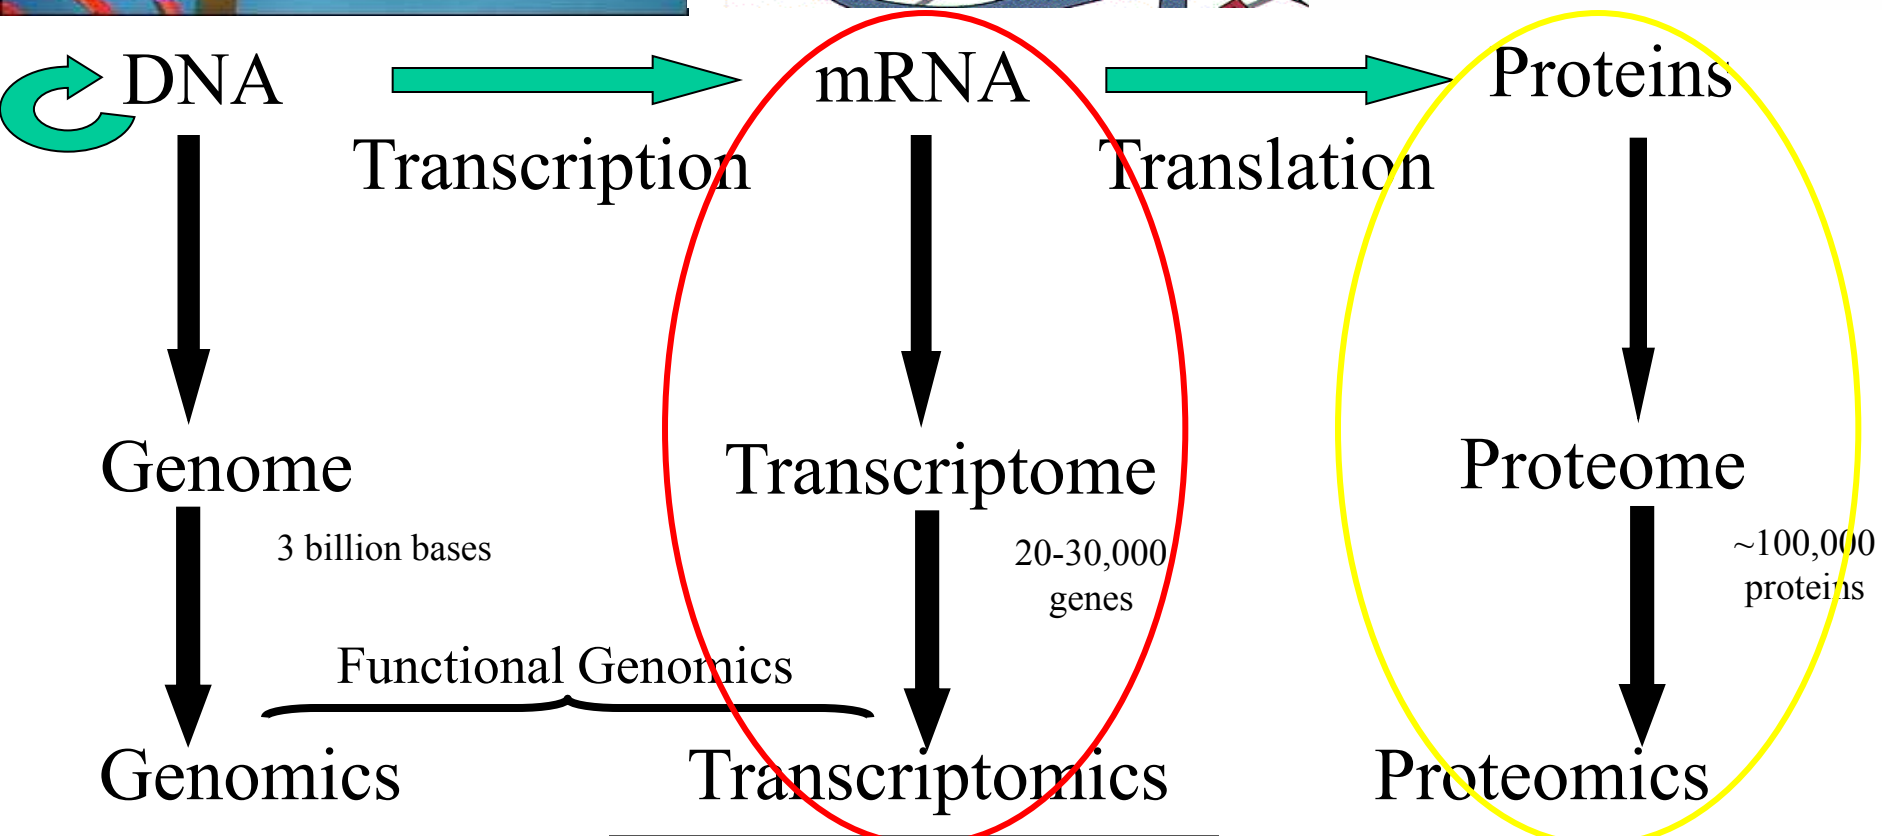 DNA
mRNA
Proteins
Transcription
Translation
Genome
Transcriptome
Proteome
3 billion bases
20-30,000
genes
~100,000
proteins
Functional Genomics
Genomics
Transcriptomics
Proteomics